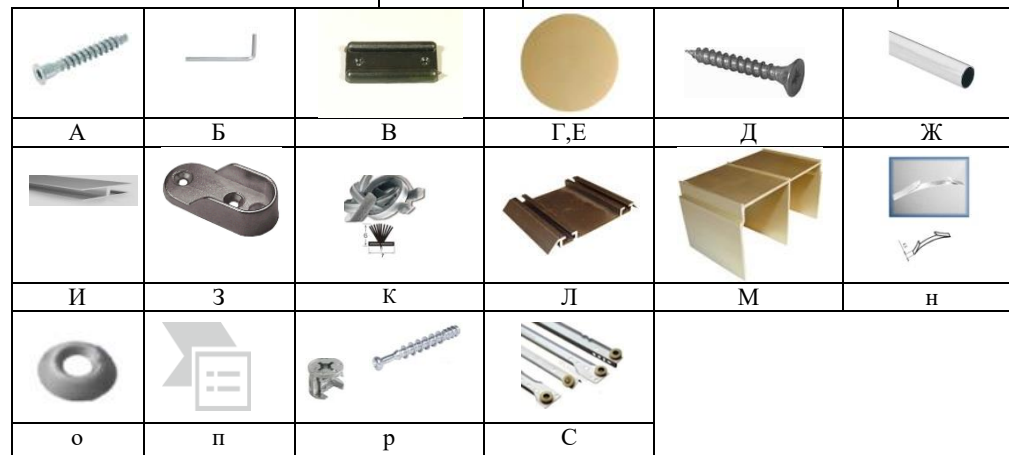 А Б В Г,Е Д Ж
И З К Л М н
о п р С